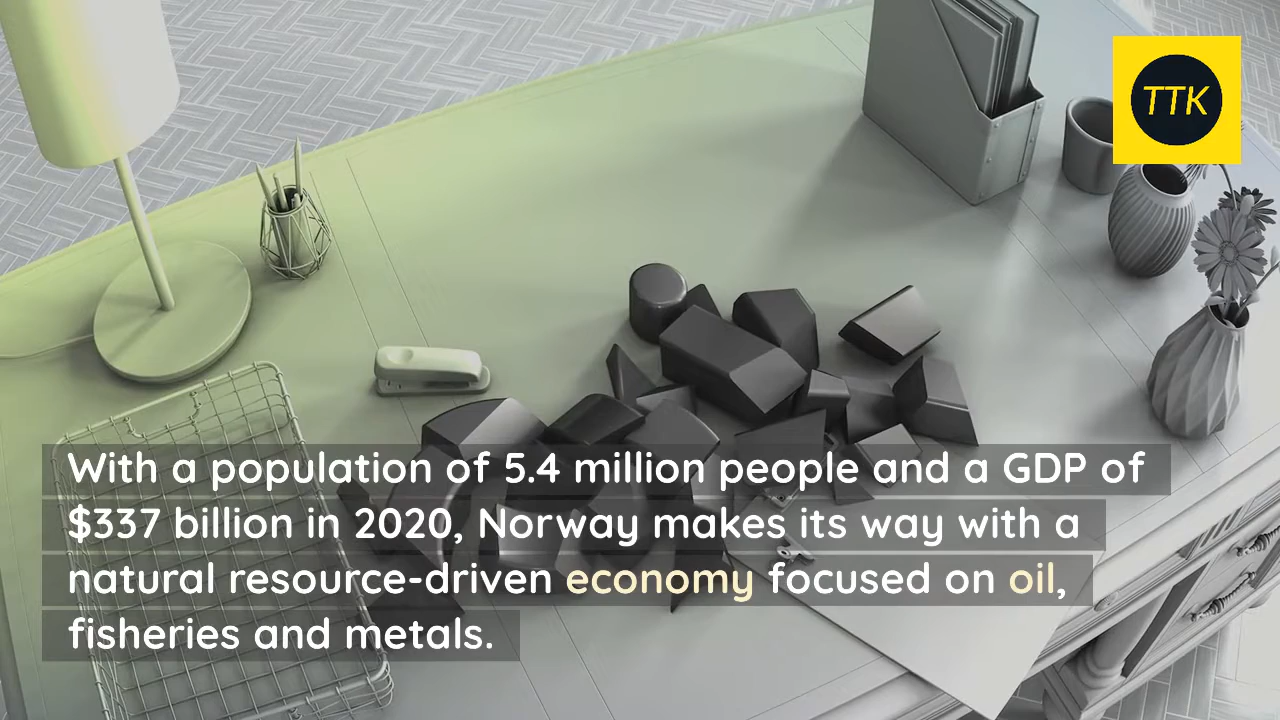 TTK
With a population of 5.4 million people and a GDP of
$337 billion in 2020, Norway makes its way with a
natural resource-driven economy focused on oil,
fisheries and metals.